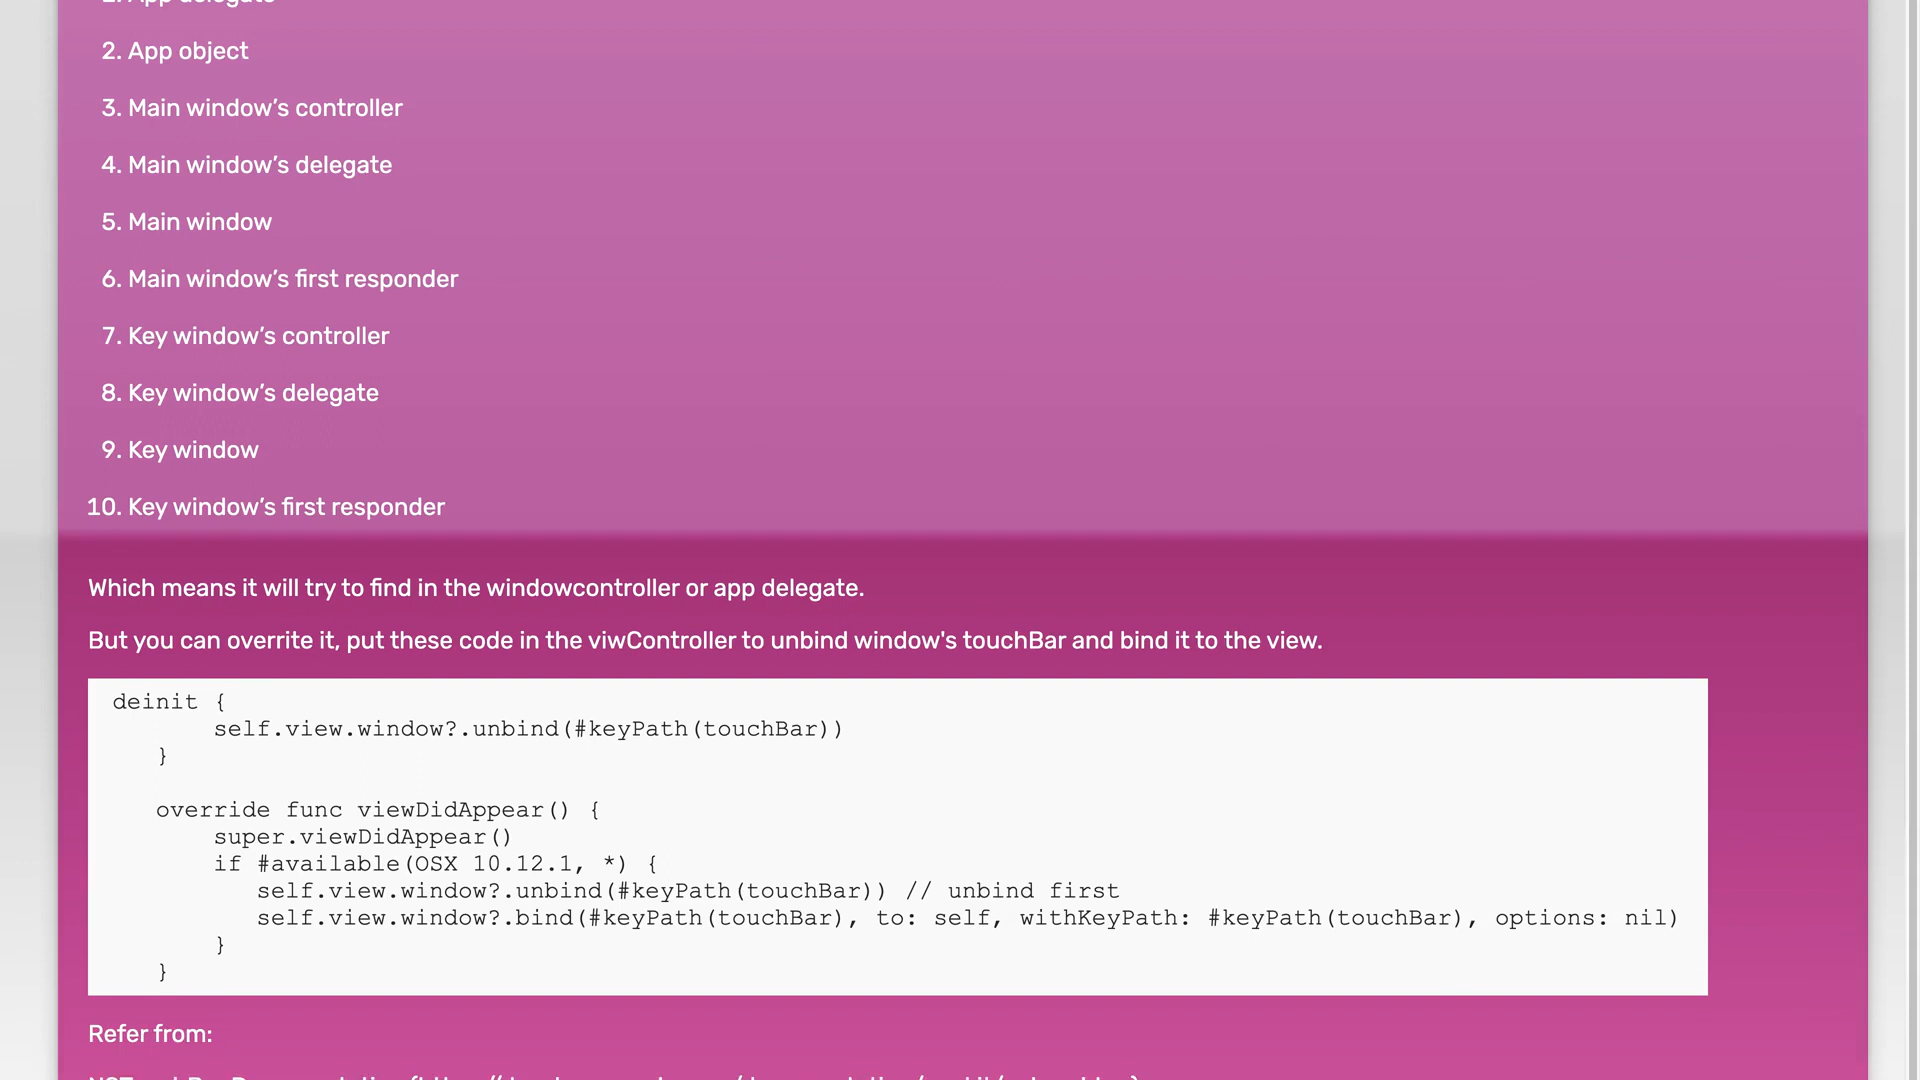 2. App object
3. Main window’s controller
4. Main window’s delegate
5. Main window
6. Main window’s first responder
7. Key window’s controller
8. Key window’s delegate
9. Key window
10. Key window’s first responder
Which means it will try to find in the windowcontroller or app delegate.
But you can overrite it, put these code in the viwController to unbind window's touchBar and bind it to the view.
deinit {
        self.view.window?.unbind(#keyPath(touchBar))
    }
    override func viewDidAppear() {
        super.viewDidAppear()
        if #available(OSX 10.12.1, *) {
           self.view.window?.unbind(#keyPath(touchBar)) // unbind first
           self.view.window?.bind(#keyPath(touchBar), to: self, withKeyPath: #keyPath(touchBar), options: nil)
        }
    }
Refer from: